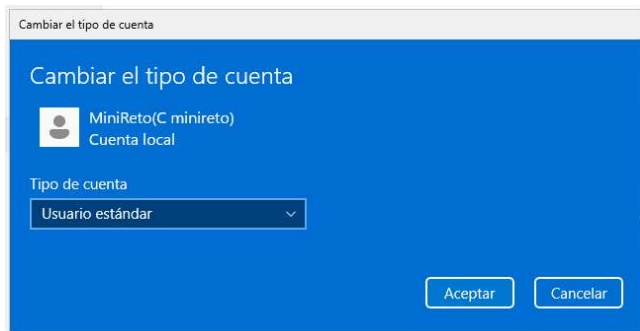 Cambiar el tipo de cuenta
Cambiar el tipo de cuenta
MiniReto(C minireto)
Cuenta local
Tipo de cuenta
Usuario estándar
Aceptar
Cancelar